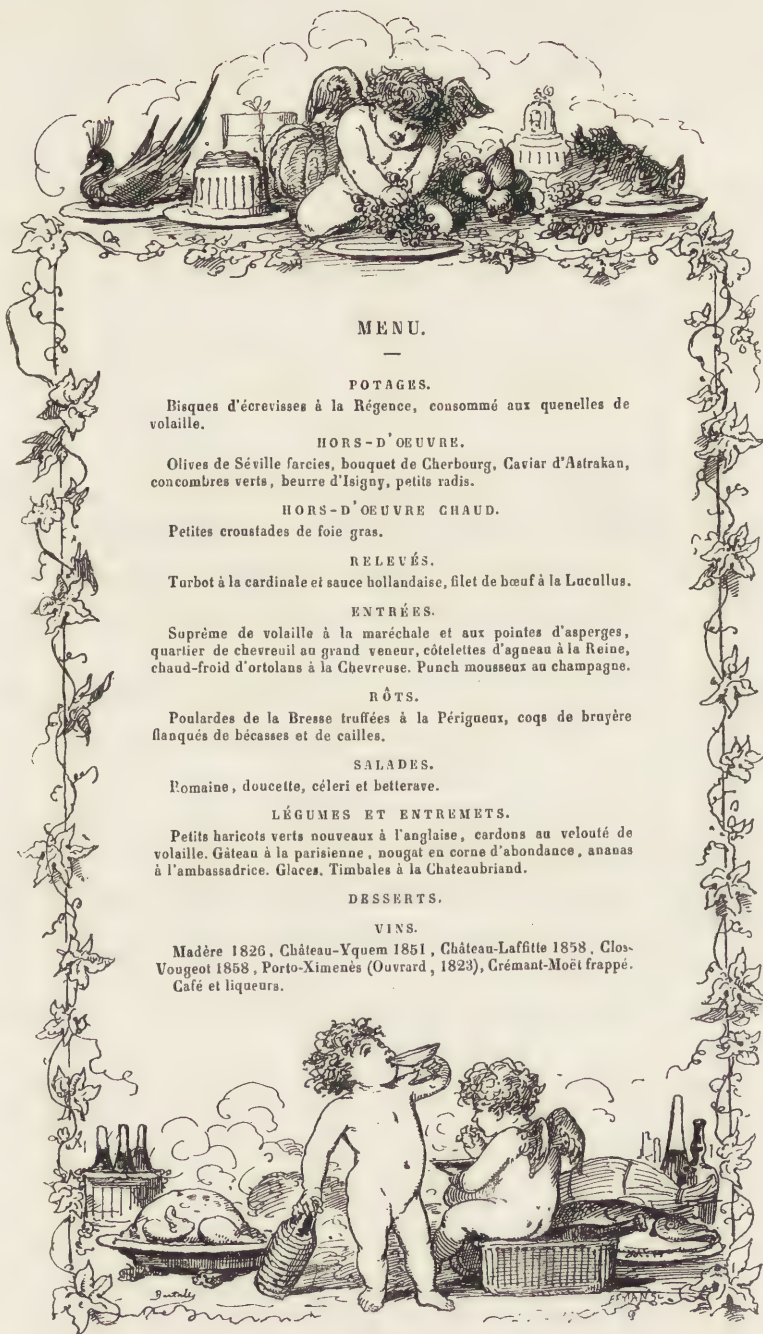 MENU.
POTAGES.
Bisques d'écrevisses à la Régence, consommé aux quenelles de
volaille.
HORS-D'OEUVRE.
Olives de Séville farcies, bouquet de Cherbourg, Caviar d'Astrakan,
concombres verts, beurre d'Isigny, petits radis.
HORS-D'OEUVRE CHAUD.
Petites croustades de foie gras.
RELEVÉS.
Turbot à la cardinale et sauce hollandaise, filet de bœuf à la Lucullus.
ENTRÉES.
Suprême de volaille à la maréchale et aux pointes d'asperges,
quartier de chevreuil au grand veneur, côtelettes d'agneau à la Reine,
chaud-froid d'ortolans à la Chevreuse. Punch mousseux au champagne.
RÔTS.
Poulardes de la Bresse truffées à la Périgueux, coqs de bruyère
flanqués de bécasses et de cailles.
SALADES.
Romaine, doucette, céleri et betterave.
LÉGUMES ET ENTREMETS.
Petits haricots verts nouveaux à l'anglaise, cardons au velouté de
volaille. Gâteau à la parisienne, nougat en corne d'abondance, ananas
à l'ambassadrice. Glaces. Timbales à la Chateaubriand.
DESSERTS.
VINS.
Madère 1826, Château-Yquem 1851, Château-Laffitte 1858, Clos-
Vougeot 1858, Porto-Ximenès (Ouvrard, 1823), Crémant-Moët frappé.
Café et liqueurs.
Bertall